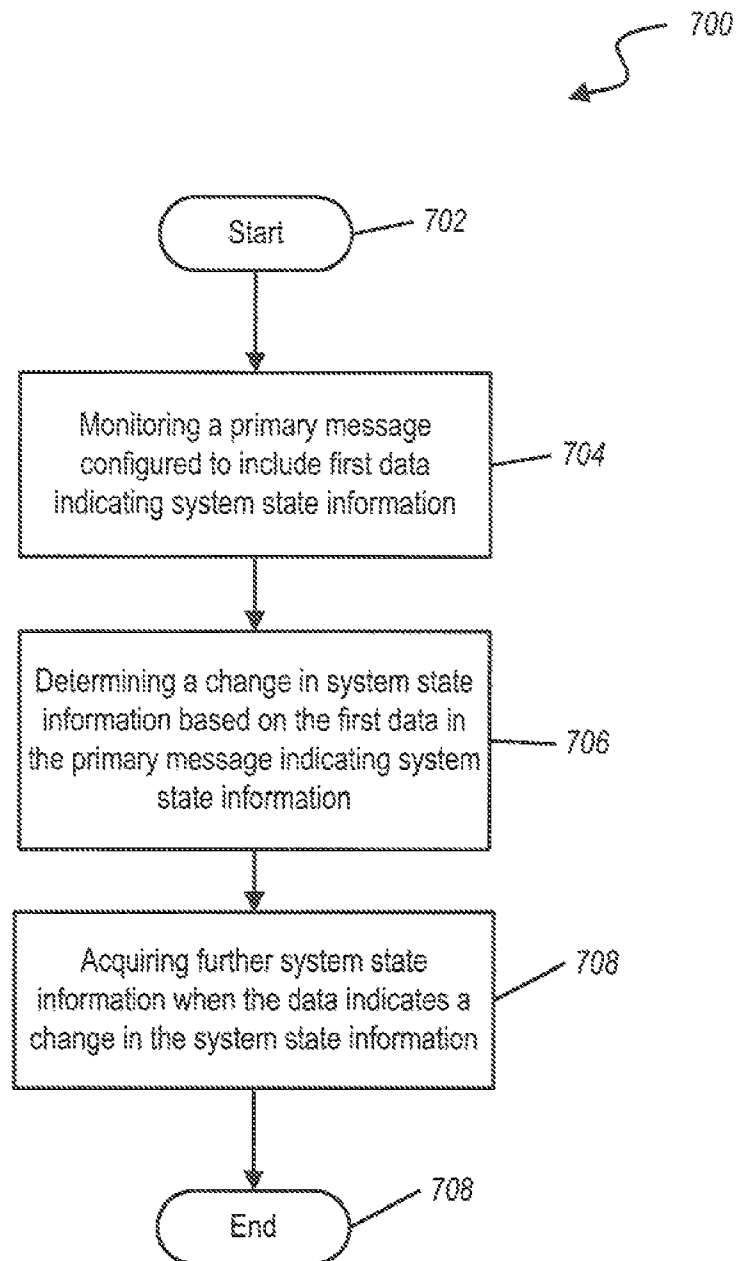 700
Start
702
Monitoring a primary message
configured to include first data
indicating system state information
704
Determining a change in system state
information based on the first data in
the primary message indicating system
state information
706
Acquiring further system state
information when the data indicates a
change in the system state information
708
End
708